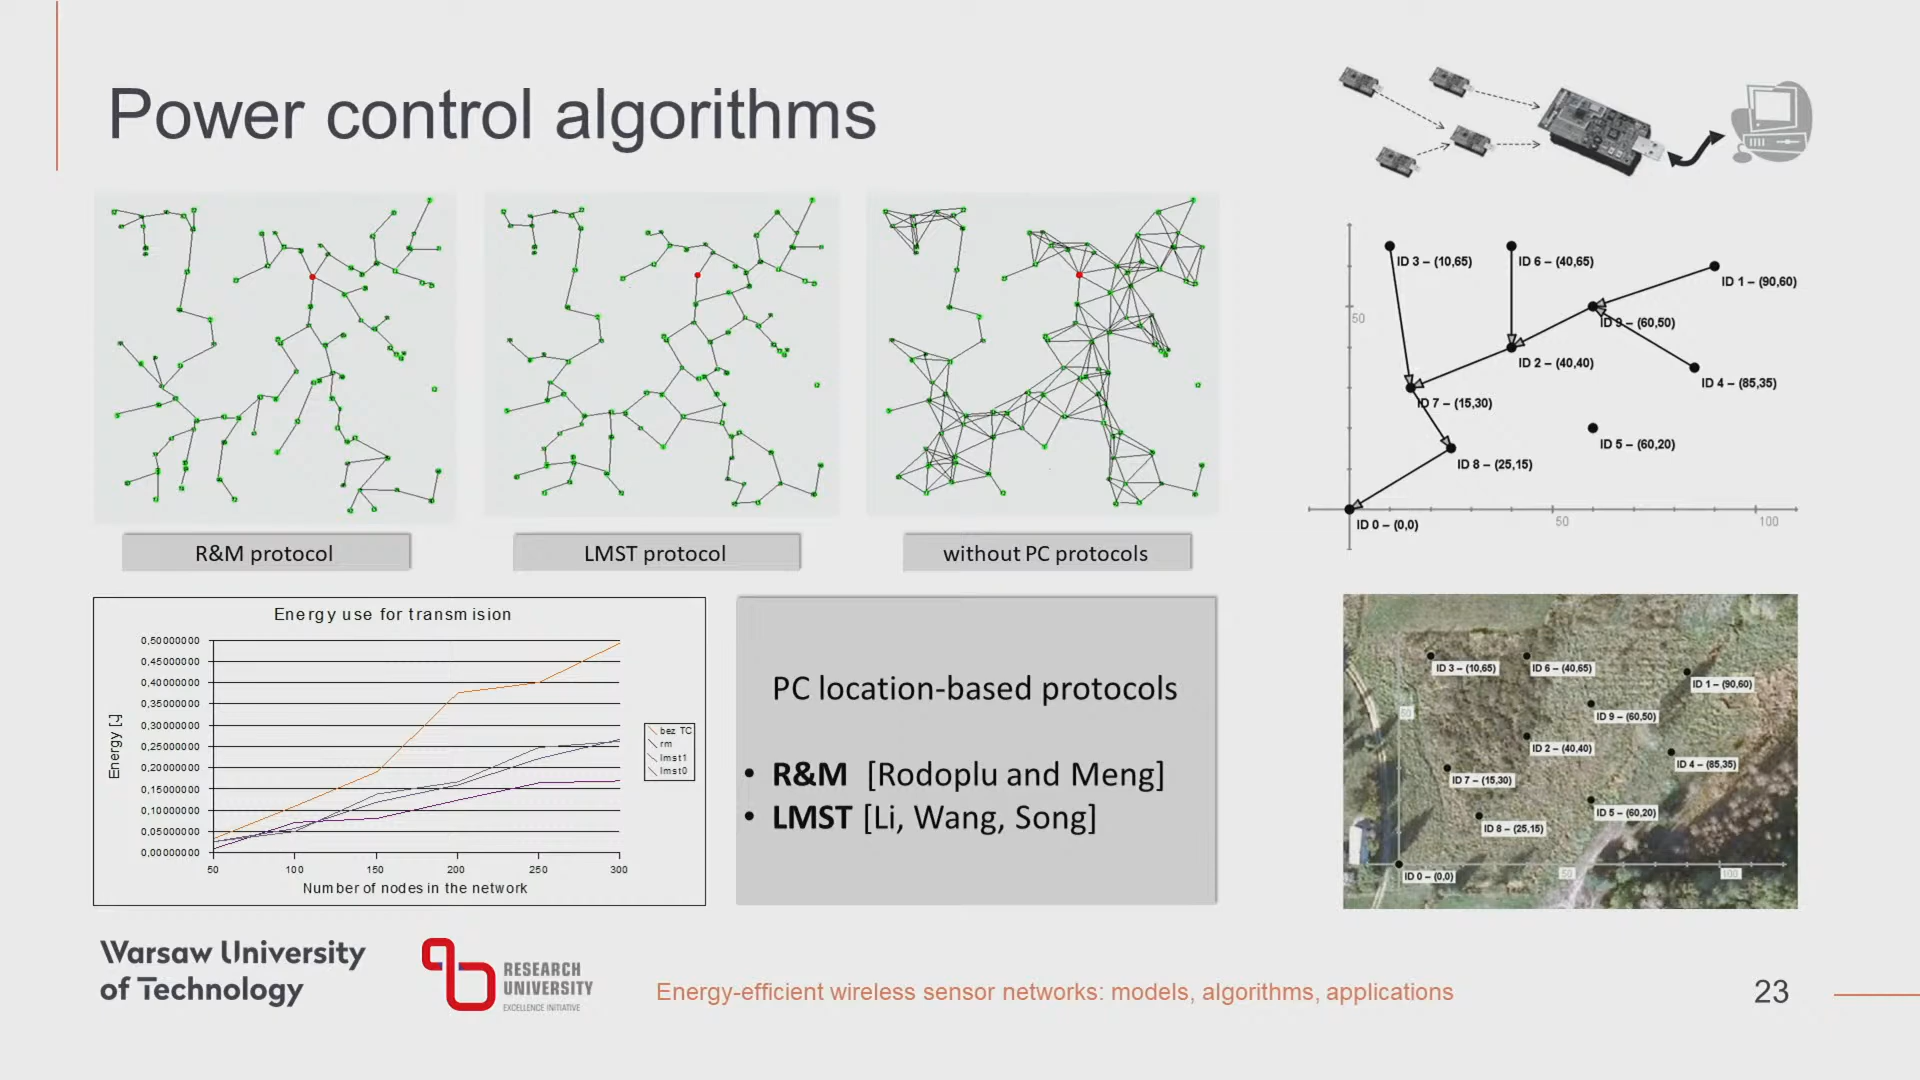 Power control algorithms
R&M protocol
LMST protocol
without PC protocols
ID 3 – (10,65)
ID 6 – (40,65)
ID 1 – (90,60)
50
ID 9 – (60,50)
ID 2 – (40,40)
ID 4 – (85,35)
ID 7 – (15,30)
ID 5 – (60,20)
ID 8 – (25,15)
ID 0 – (0,0)
50
100
Energy use for transmision
0,50000000
0,45000000
0,40000000
0,35000000
0,30000000
0,25000000
0,20000000
0,15000000
0,10000000
0,05000000
0,00000000
Energy [J]
50 100 150 200 250 300
Number of nodes in the network
bez TC
rm
lmst1
lmst0
PC location-based protocols
• R&M [Rodoplu and Meng]
• LMST [Li, Wang, Song]
ID 3 – (10,65)
ID 6 – (40,65)
ID 1 – (90,60)
50
ID 9 – (60,50)
ID 2 – (40,40)
ID 4 – (85,35)
ID 7 – (15,30)
ID 5 – (60,20)
ID 8 – (25,15)
ID 0 – (0,0)
50
100
Warsaw University
of Technology
RESEARCH
UNIVERSITY
EXCELLENCE INITIATIVE
Energy-efficient wireless sensor networks: models, algorithms, applications
23